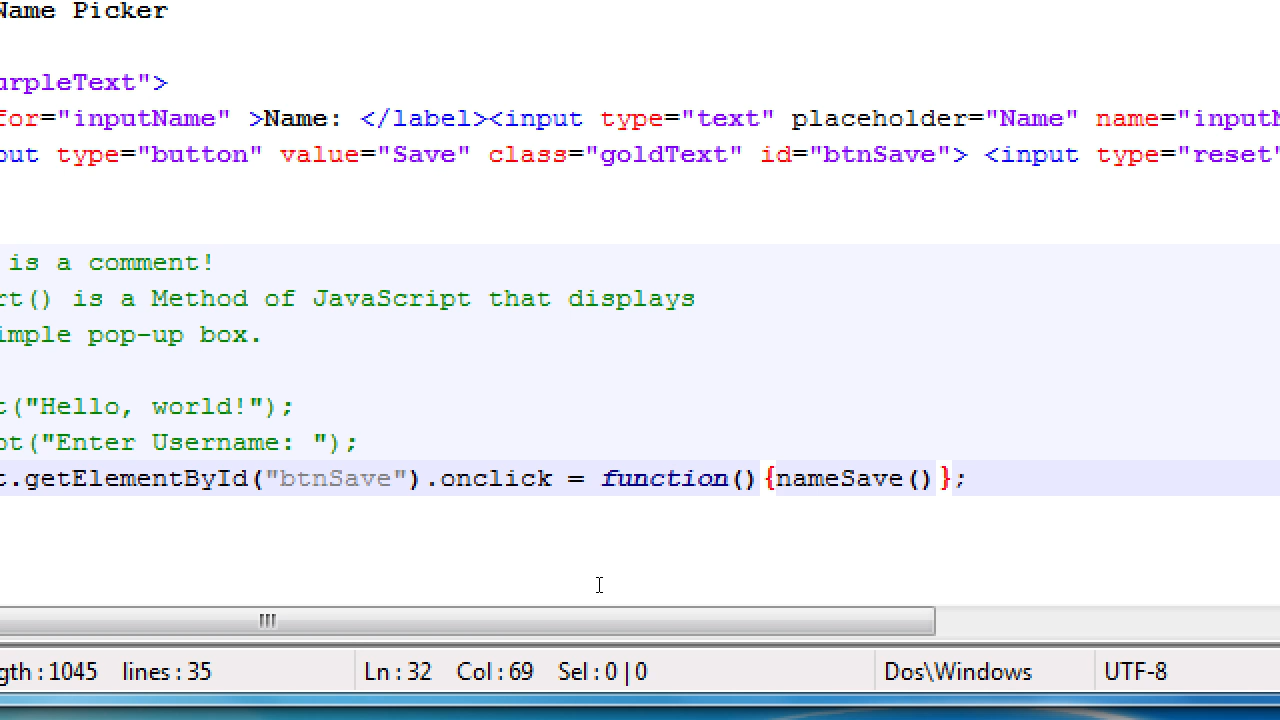 Name Picker
urpleText">
for="inputName" >Name: </label><input type="text" placeholder="Name" name="inputN
out type="button" value="Save" class="goldText" id="btnSave"> <input type="reset"
is a comment!
rt() is a Method of JavaScript that displays
imple pop-up box.
t("Hello, world!");
pt("Enter Username: ");
t.getElementById("btnSave").onclick = function(){nameSave()};
gth : 1045 lines : 35 Ln : 32 Col : 69 Sel : 0 | 0 Dos\Windows UTF-8